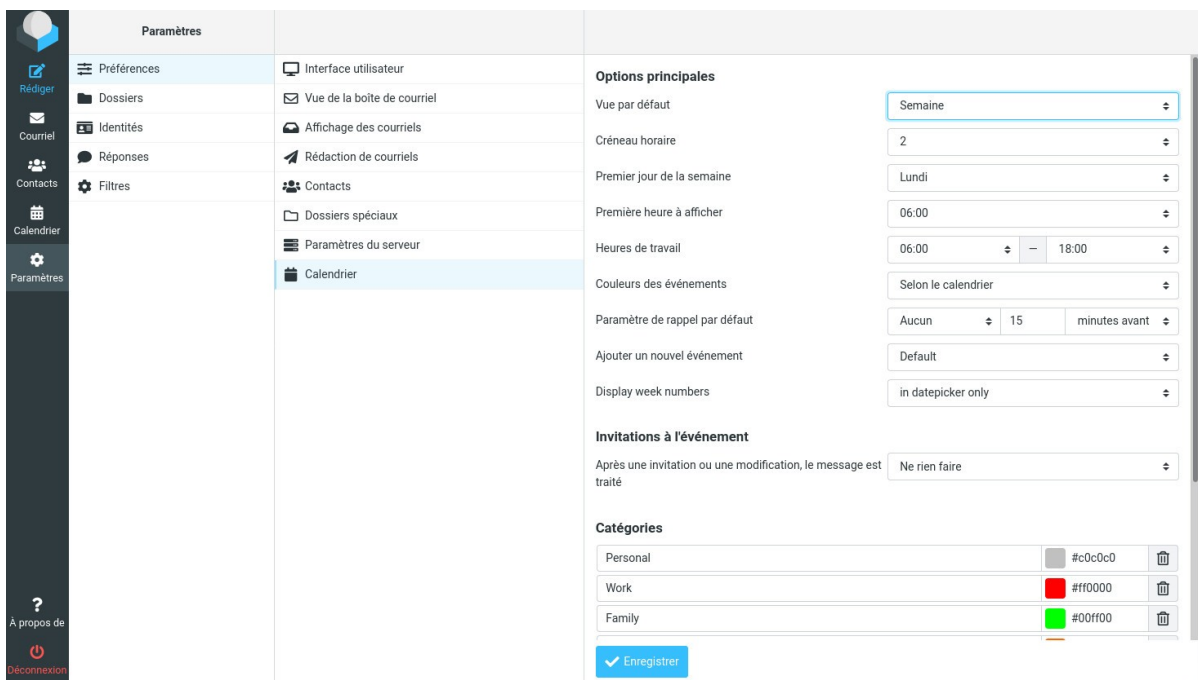 Paramètres
Rédiger
Courriel
Contacts
Calendrier
Paramètres
À propos de
Déconnexion
Préférences
Dossiers
Identités
Réponses
Filtres
Interface utilisateur
Vue de la boîte de courriel
Affichage des courriels
Rédaction de courriels
Contacts
Dossiers spéciaux
Paramètres du serveur
Calendrier
Options principales
Vue par défaut Semaine
Créneau horaire 2
Premier jour de la semaine Lundi
Première heure à afficher 06:00
Heures de travail 06:00 – 18:00
Couleurs des événements Selon le calendrier
Paramètre de rappel par défaut Aucun 15 minutes avant
Ajouter un nouvel événement Default
Display week numbers in datepicker only
Invitations à l'événement
Après une invitation ou une modification, le message est Ne rien faire
traité
Catégories
Personal #c0c0c0
Work #ff0000
Family #00ff00
Enregistrer